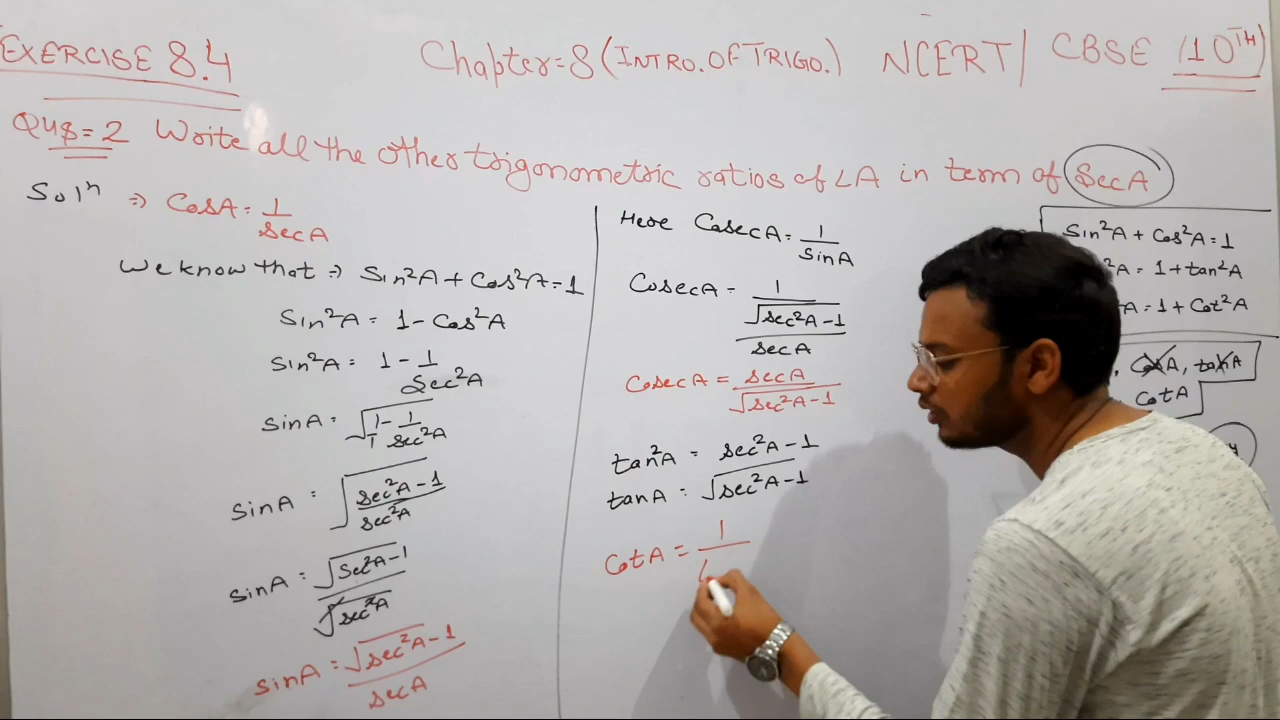 EXERCISE 8.4
Chapter=8 (INTRO. OF TRIGO.) NCERT/ CBSE (10TH)
QUS=2 Write all the other trigonometric ratios of ∠A in term of SecA
Solⁿ ⇒ CosA = 1/secA
We know that ⇒ Sin²A + Cos²A = 1
Sin²A = 1 - Cos²A
Sin²A = 1 - 1/Sec²A
sinA = √(1/1 - 1/sec²A)
sinA = √((sec²A - 1)/sec²A)
sinA = √(Sec²A - 1)/√(sec²A)
sinA = √(sec²A - 1)/secA
Here CosecA = 1/sinA
CosecA = 1/(√(sec²A - 1)/secA)
CosecA = secA/√(sec²A - 1)
tan²A = sec²A - 1
tanA = √(sec²A - 1)
CotA = 1/
Sin²A + Cos²A = 1
²A = 1 + tan²A
A = 1 + Cot²A
, CosA, tanA
CotA